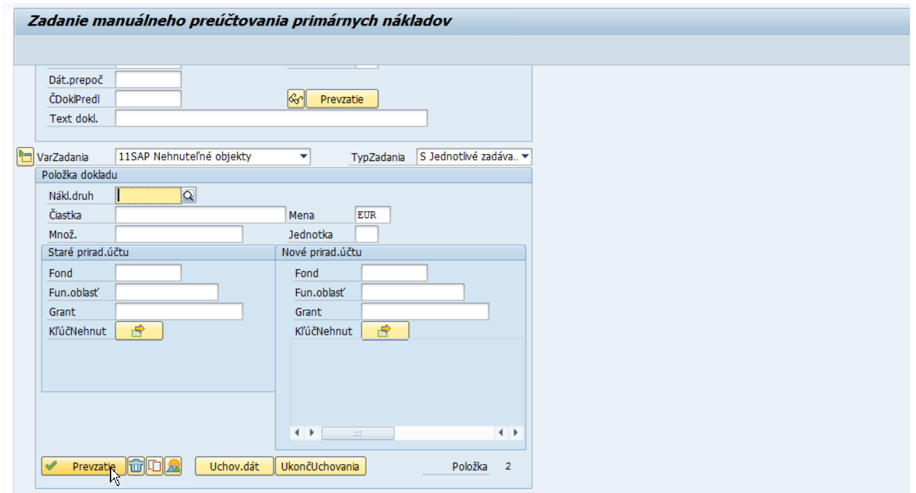 Zadanie manuálneho preúčtovania primárnych nákladov
Dát.prepoč
ČDoklPredl Prevzatie
Text dokl.
VarZadania 11SAP Nehnuteľné objekty TypZadania S Jednotlivé zadáva..
Položka dokladu
Nákl.druh
Čiastka Mena EUR
Množ. Jednotka
Staré prirad.účtu Nové prirad.účtu
Fond Fond
Fun.oblasť Fun.oblasť
Grant Grant
KľúčNehnut KľúčNehnut
Prevzatie Uchov.dát UkončUchovania Položka 2